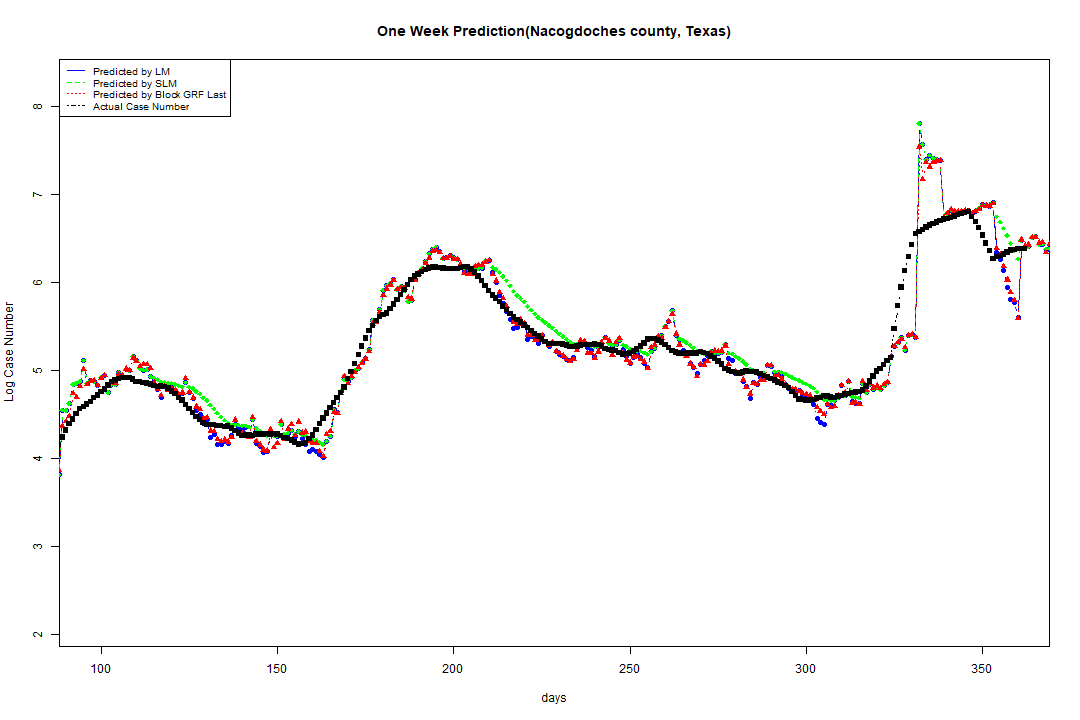 One Week Prediction(Nacogdoches county, Texas)
Predicted by LM
Predicted by SLM
Predicted by Block GRF Last
Actual Case Number
8
7
6
5
4
3
2
Log Case Number
100
150
200
250
300
350
days